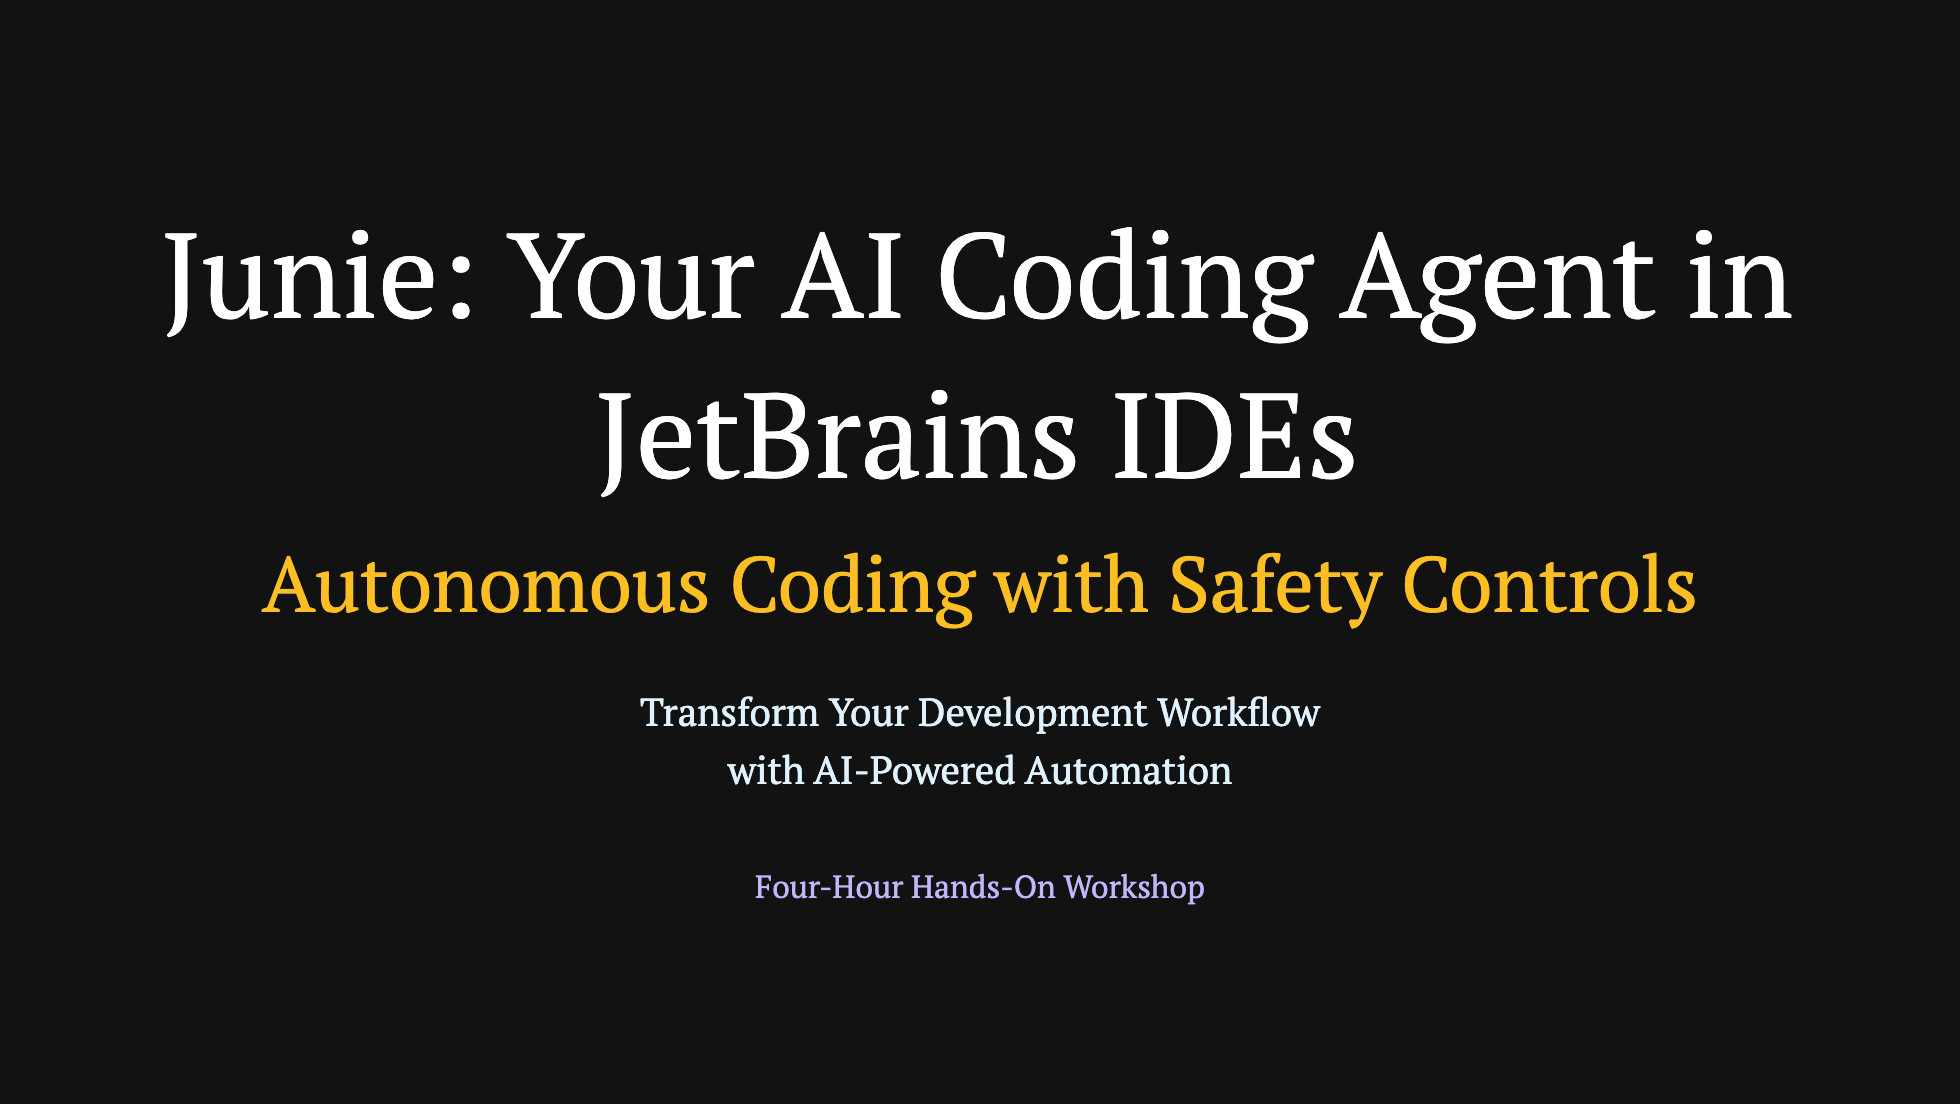 Junie: Your AI Coding Agent in
JetBrains IDEs
Autonomous Coding with Safety Controls
Transform Your Development Workflow
with AI-Powered Automation
Four-Hour Hands-On Workshop